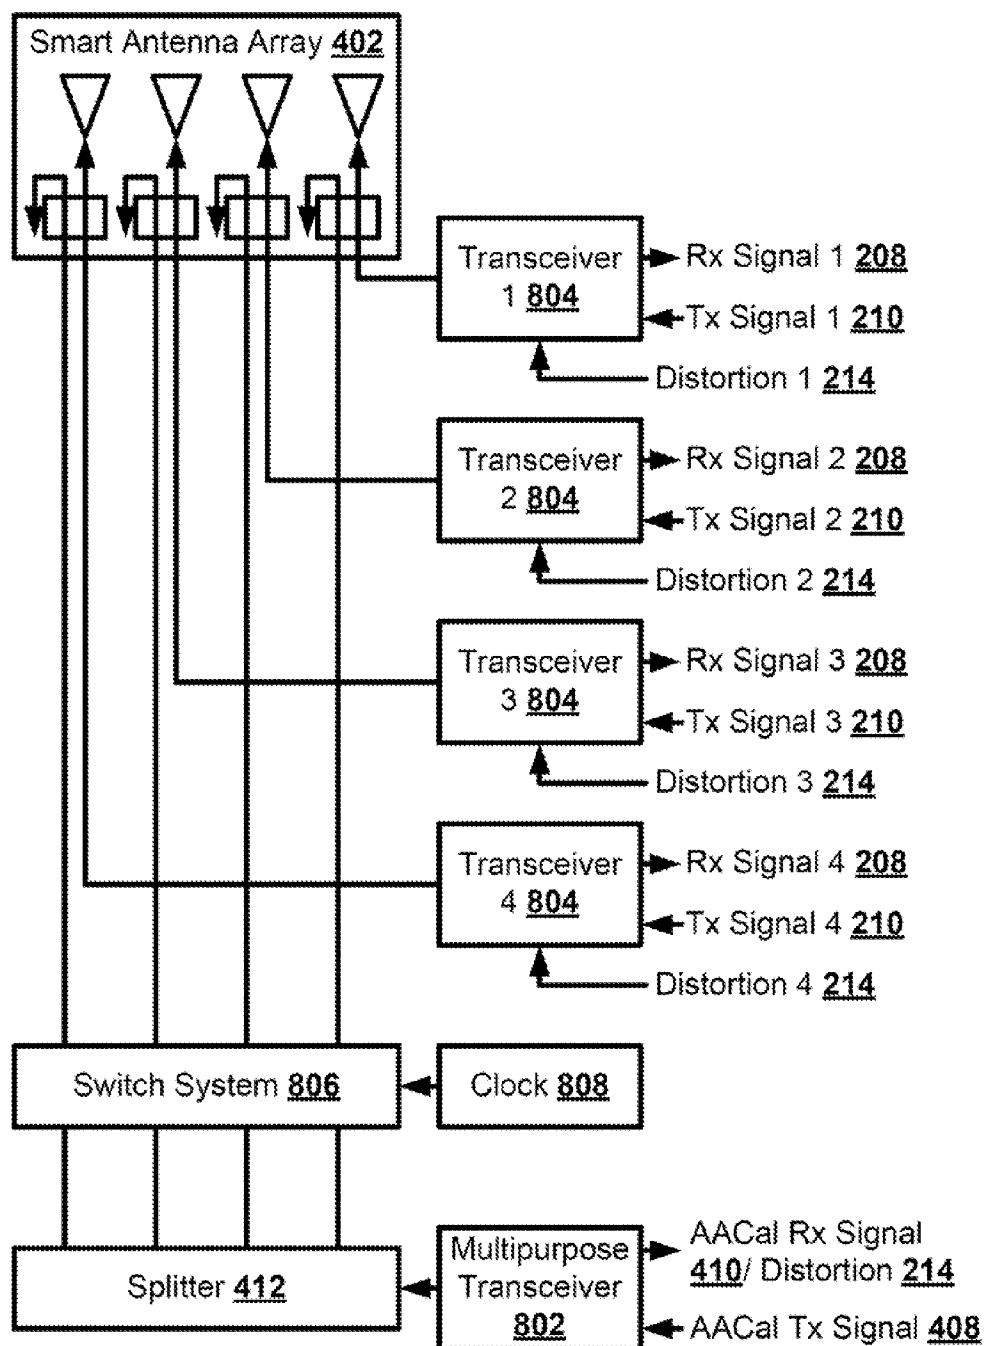 Smart Antenna Array 402
Transceiver
1 804
Rx Signal 1 208
Tx Signal 1 210
Distortion 1 214
Transceiver
2 804
Rx Signal 2 208
Tx Signal 2 210
Distortion 2 214
Transceiver
3 804
Rx Signal 3 208
Tx Signal 3 210
Distortion 3 214
Transceiver
4 804
Rx Signal 4 208
Tx Signal 4 210
Distortion 4 214
Switch System 806
Clock 808
Splitter 412
Multipurpose
Transceiver
802
AACal Rx Signal
410/ Distortion 214
AACal Tx Signal 408